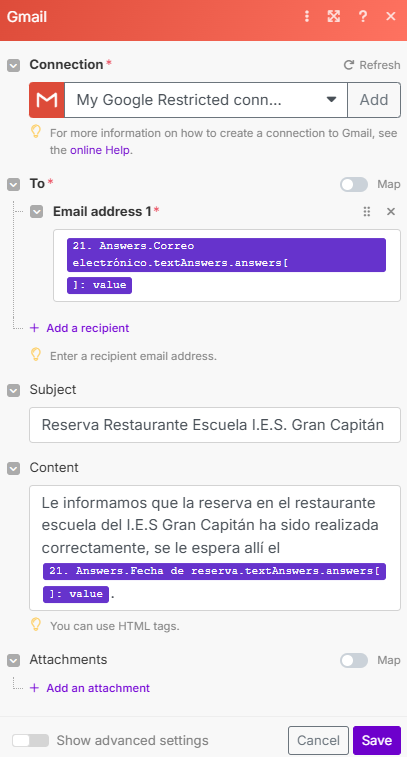 Gmail
Connection*
Refresh
My Google Restricted conn...
Add
For more information on how to create a connection to Gmail, see
the online Help.
To*
Map
Email address 1*
21. Answers.Correo
electrónico.textAnswers.answers[
]: value
+ Add a recipient
Enter a recipient email address.
Subject
Reserva Restaurante Escuela I.E.S. Gran Capitán
Content
Le informamos que la reserva en el restaurante
escuela del I.E.S Gran Capitán ha sido realizada
correctamente, se le espera allí el
21. Answers.Fecha de reserva.textAnswers.answers[
]: value.
You can use HTML tags.
Attachments
Map
+ Add an attachment
Show advanced settings
Cancel
Save